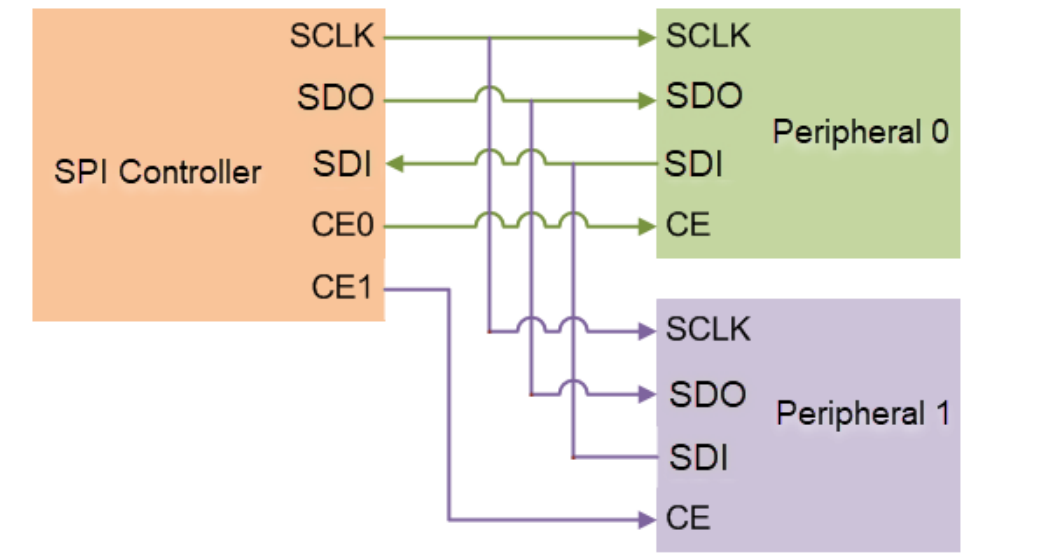 SPI Controller
SCLK
SDO
SDI
CE0
CE1
SCLK
SDO
SDI
CE
Peripheral 0
SCLK
SDO
SDI
CE
Peripheral 1